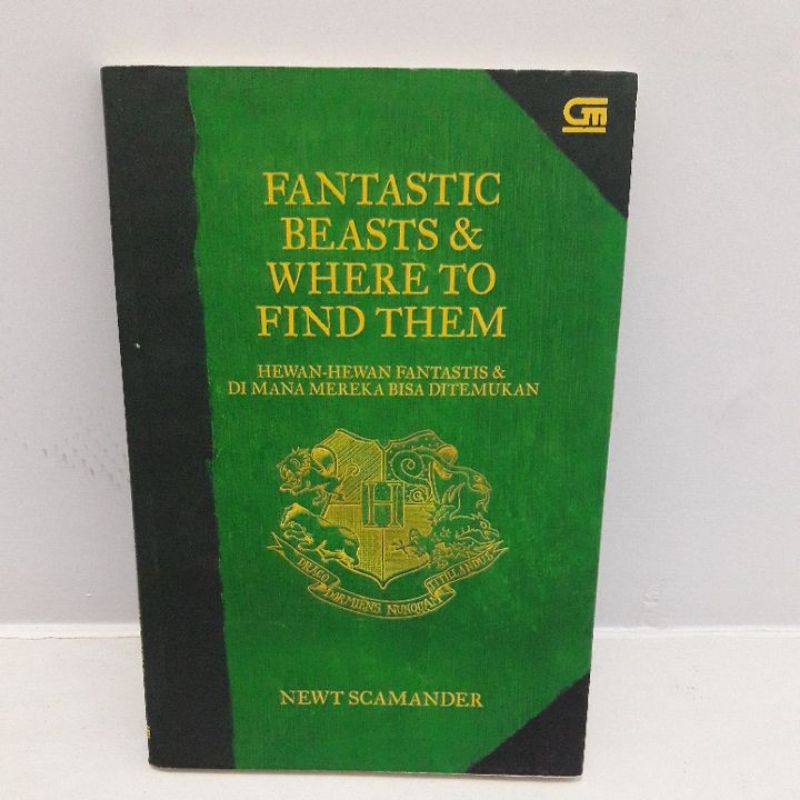 GM
FANTASTIC
BEASTS &
WHERE TO
FIND THEM
HEWAN-HEWAN FANTASTIS &
DI MANA MEREKA BISA DITEMUKAN
H
DRACO DORMIENS NUNQUAM TITILLANDUS
NEWT SCAMANDER